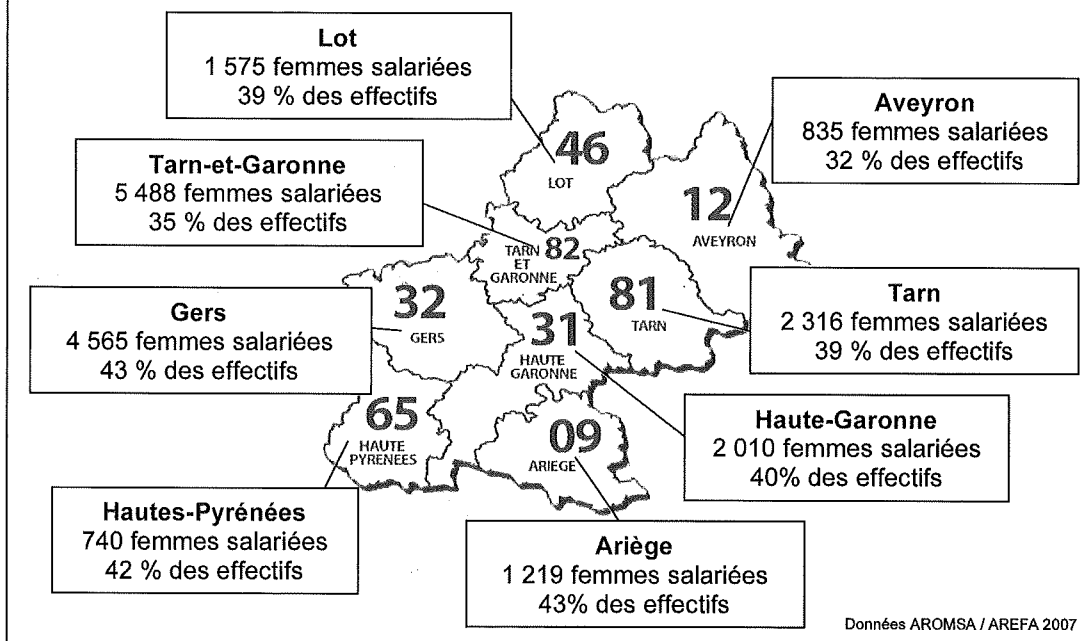 Lot
1 575 femmes salariées
39 % des effectifs
Aveyron
835 femmes salariées
32 % des effectifs
Tarn-et-Garonne
5 488 femmes salariées
35 % des effectifs
46
LOT
12
AVEYRON
TARN 82
ET
GARONNE
Gers
4 565 femmes salariées
43 % des effectifs
32
GERS
81
TARN
Tarn
2 316 femmes salariées
39 % des effectifs
31
HAUTE
GARONNE
65
HAUTE
PYRENEES
09
ARIEGE
Haute-Garonne
2 010 femmes salariées
40% des effectifs
Hautes-Pyrénées
740 femmes salariées
42 % des effectifs
Ariège
1 219 femmes salariées
43% des effectifs
Données AROMSA / AREFA 2007